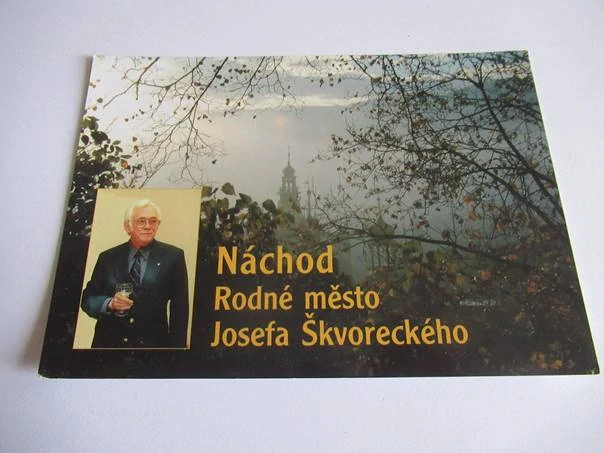 Náchod
Rodné město
Josefa Škvoreckého